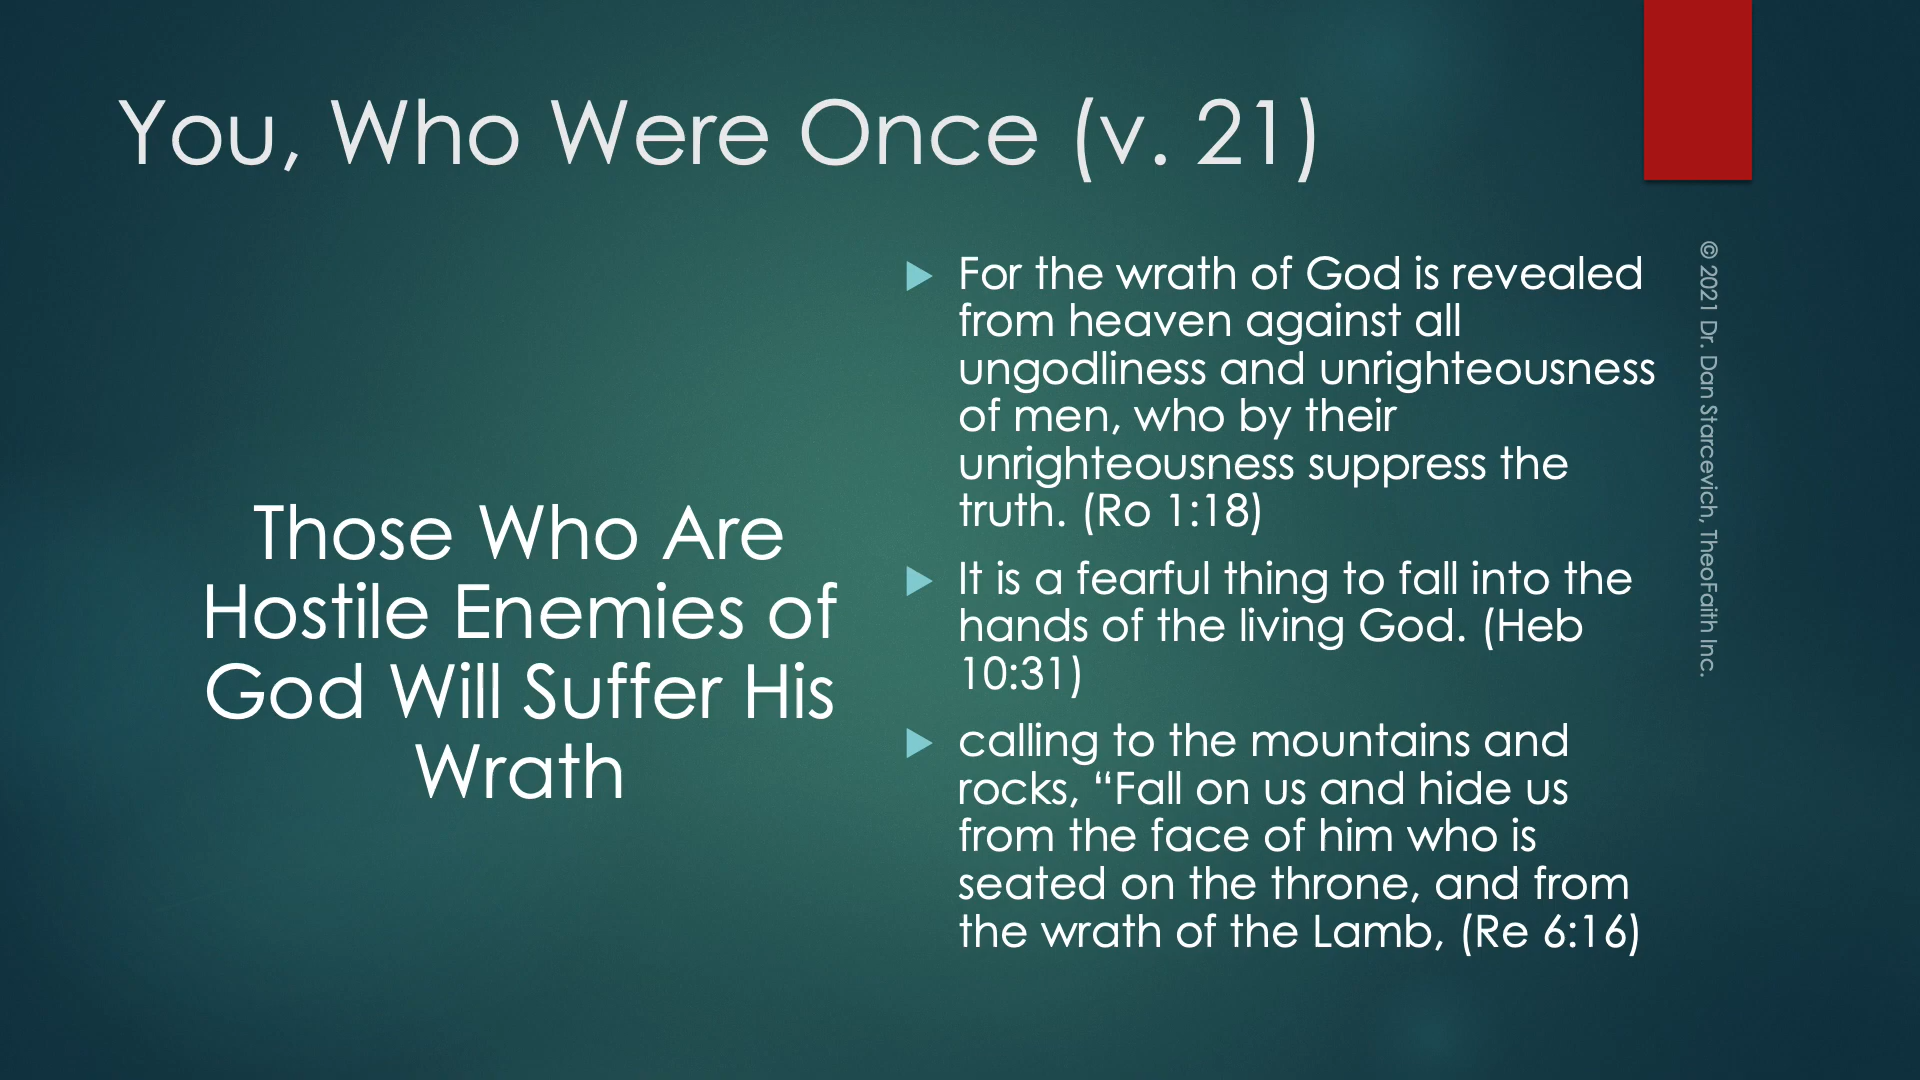 You, Who Were Once (v. 21)
Those Who Are
Hostile Enemies of
God Will Suffer His
Wrath
For the wrath of God is revealed
from heaven against all
ungodliness and unrighteousness
of men, who by their
unrighteousness suppress the
truth. (Ro 1:18)
It is a fearful thing to fall into the
hands of the living God. (Heb
10:31)
calling to the mountains and
rocks, “Fall on us and hide us
from the face of him who is
seated on the throne, and from
the wrath of the Lamb, (Re 6:16)
© 2021 Dr. Dan Starcevich, TheoFaith Inc.